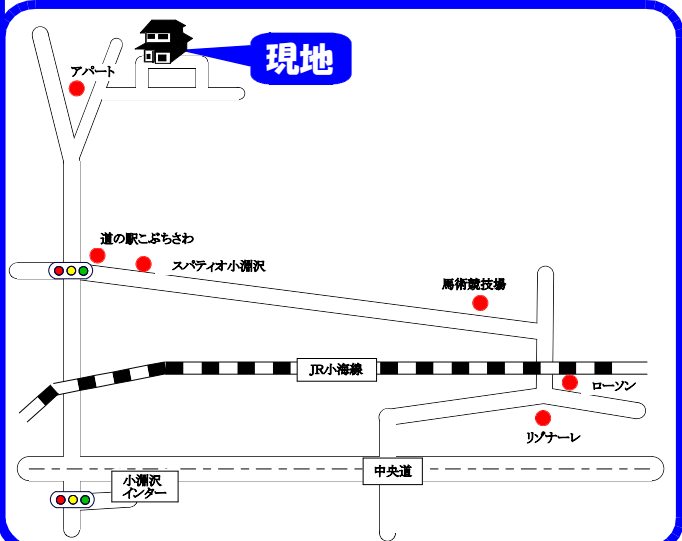 現地
アパート
道の駅こぶちさわ
スパティオ小淵沢
馬術競技場
JR小海線
ローソン
リゾナーレ
中央道
小淵沢
インター